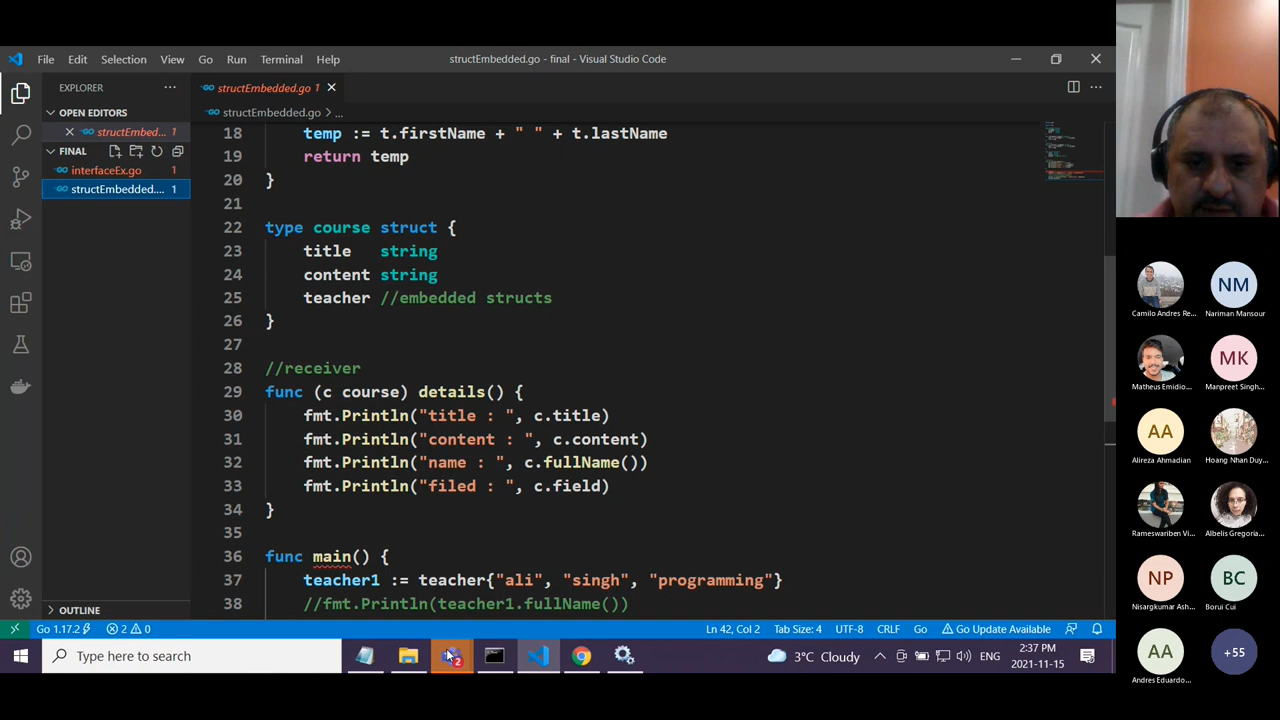 File Edit Selection View Go Run Terminal Help
structEmbedded.go - final - Visual Studio Code
EXPLORER
structEmbedded.go 1
OPEN EDITORS
structEmbedded.go > ...
structEmbed... 1
FINAL
interfaceEx.go 1
structEmbedded.... 1
18 temp := t.firstName + " " + t.lastName
19 return temp
20 }
21
22 type course struct {
23 title string
24 content string
25 teacher //embedded structs
26 }
27
28 //receiver
29 func (c course) details() {
30 fmt.Println("title : ", c.title)
31 fmt.Println("content : ", c.content)
32 fmt.Println("name : ", c.fullName())
33 fmt.Println("filed : ", c.field)
34 }
35
36 func main() {
37 teacher1 := teacher{"ali", "singh", "programming"}
38 //fmt.Println(teacher1.fullName())
OUTLINE
Go 1.17.2 2 0
Ln 42, Col 2 Tab Size: 4 UTF-8 CRLF Go Go Update Available
Type here to search
2
3°C Cloudy
ENG
2:37 PM
2021-11-15
Camilo Andres Re...
NM
Nariman Mansour
Matheus Emidio...
MK
Manpreet Singh...
AA
Alireza Ahmadian
Hoang Nhan Duy...
Rameswariben Vi...
Albelis Gregoria...
NP
Nisargkumar Ash...
BC
Borui Cui
AA
Andres Eduardo...
+55